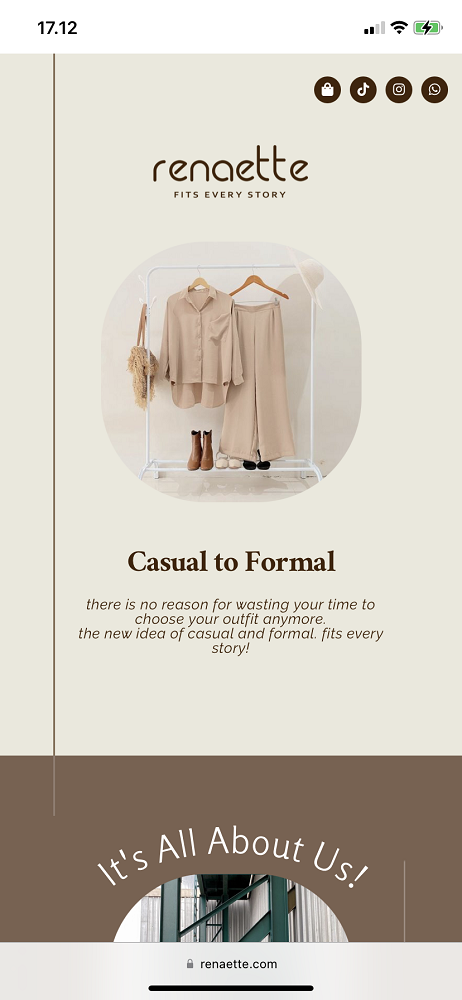 17.12
renaette
FITS EVERY STORY
Casual to Formal
there is no reason for wasting your time to
choose your outfit anymore.
the new idea of casual and formal. fits every
story!
It's All About Us!
renaette.com